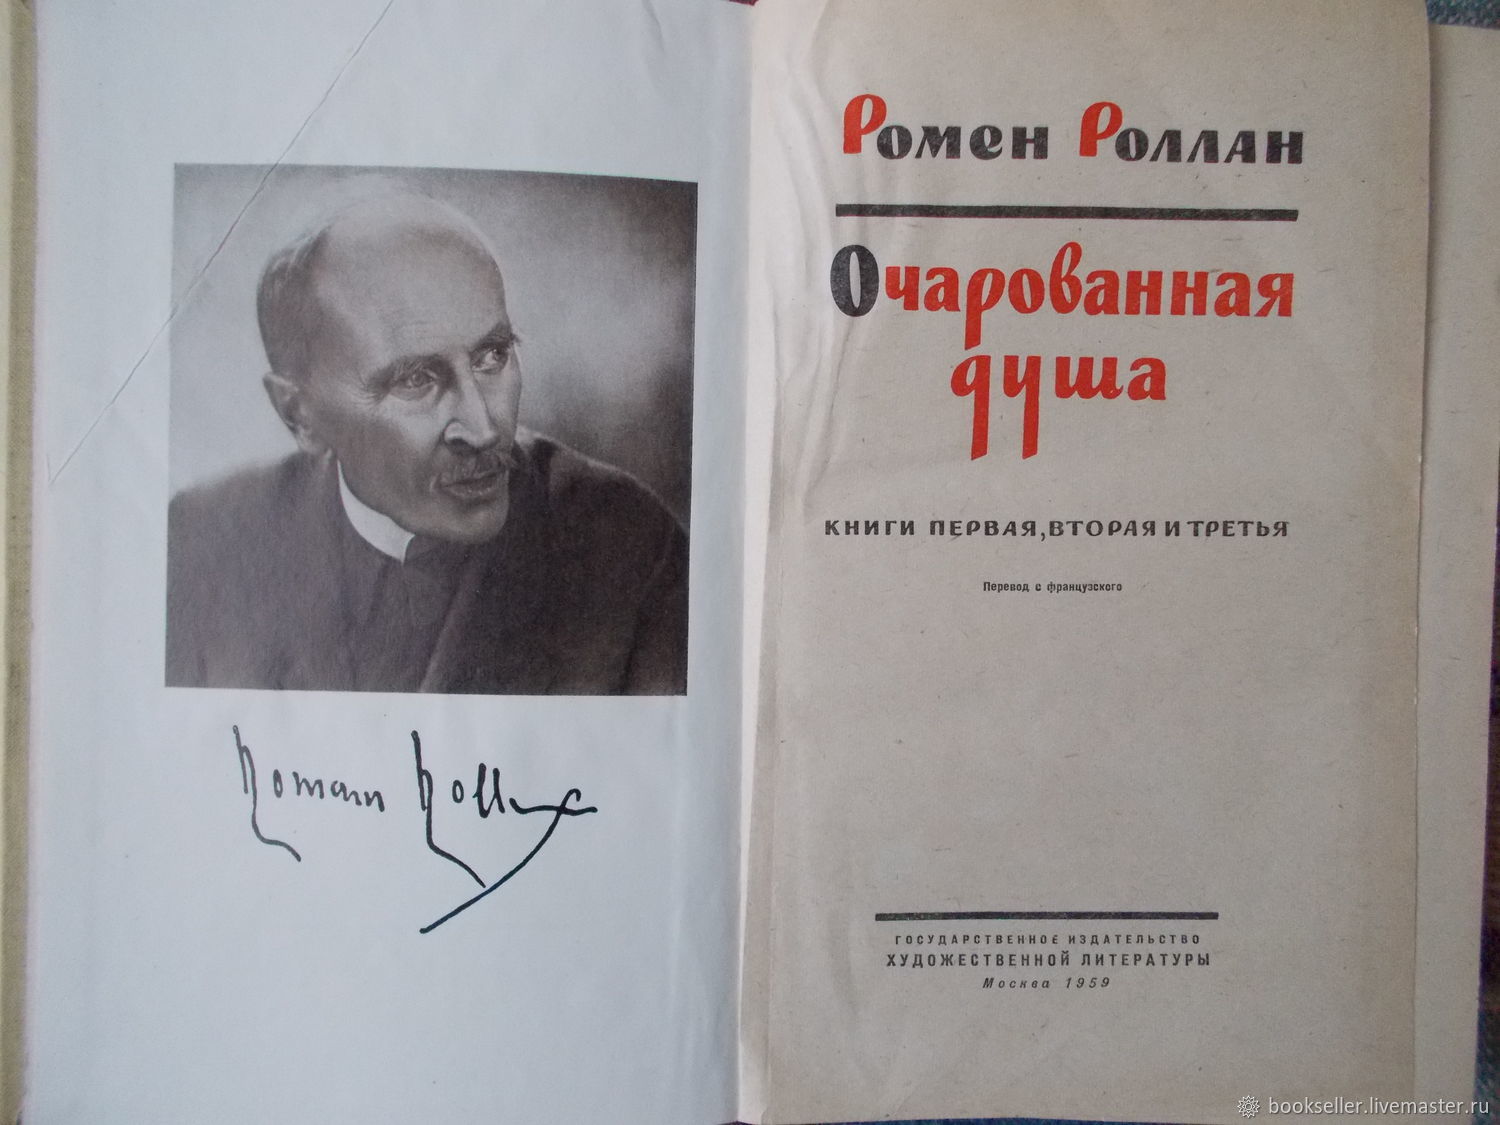 Romain Rolland
Ромен Роллан
Очарованная
душа
КНИГИ ПЕРВАЯ, ВТОРАЯ И ТРЕТЬЯ
Перевод с французского
ГОСУДАРСТВЕННОЕ ИЗДАТЕЛЬСТВО
ХУДОЖЕСТВЕННОЙ ЛИТЕРАТУРЫ
Москва 1959
bookseller.livemaster.ru